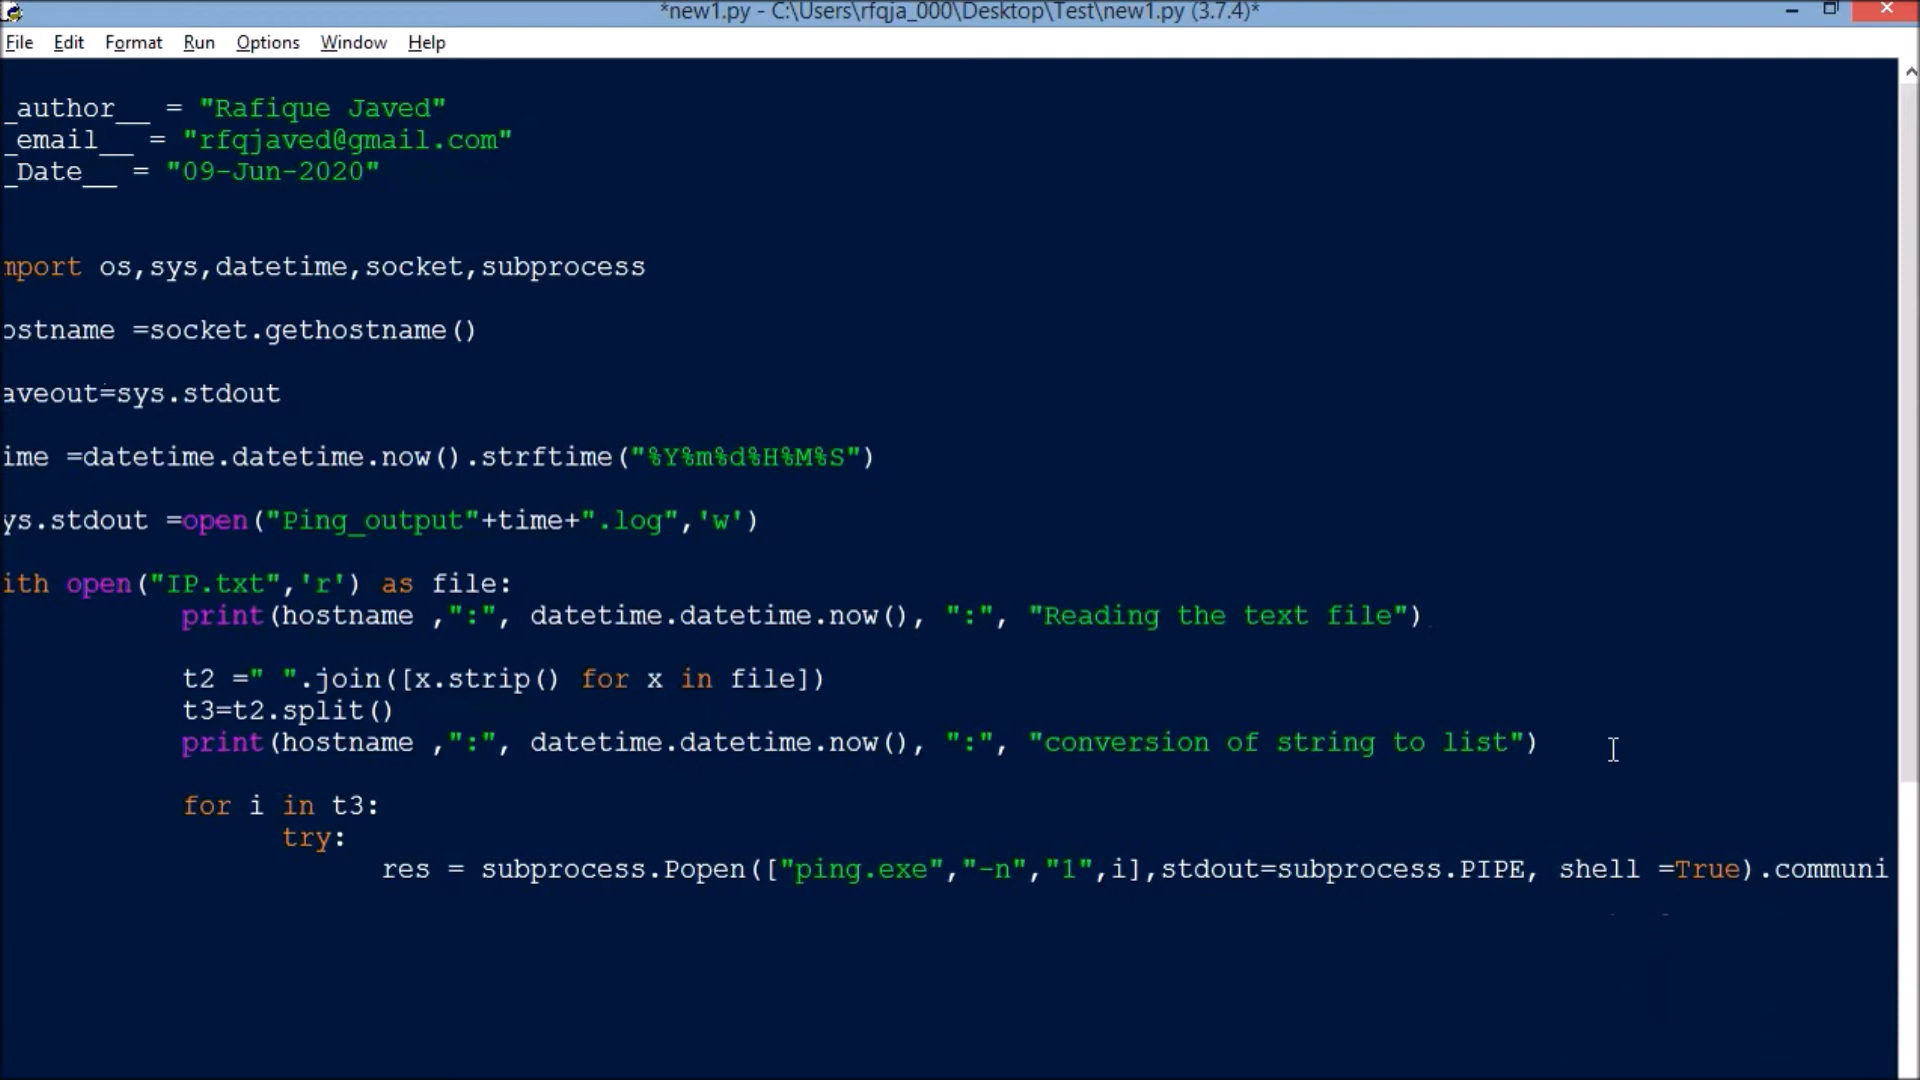 *new1.py - C:\Users\rfqja_000\Desktop\Test\new1.py (3.7.4)*
File Edit Format Run Options Window Help
_author__ = "Rafique Javed"
_email__ = "rfqjaved@gmail.com"
_Date__ = "09-Jun-2020"
mport os,sys,datetime,socket,subprocess
ostname =socket.gethostname()
aveout=sys.stdout
ime =datetime.datetime.now().strftime("%Y%m%d%H%M%S")
ys.stdout =open("Ping_output"+time+".log",'w')
ith open("IP.txt",'r') as file:
print(hostname ,":", datetime.datetime.now(), ":", "Reading the text file")
t2 =" ".join([x.strip() for x in file])
t3=t2.split()
print(hostname ,":", datetime.datetime.now(), ":", "conversion of string to list")
for i in t3:
try:
res = subprocess.Popen(["ping.exe","-n","1",i],stdout=subprocess.PIPE, shell =True).communi